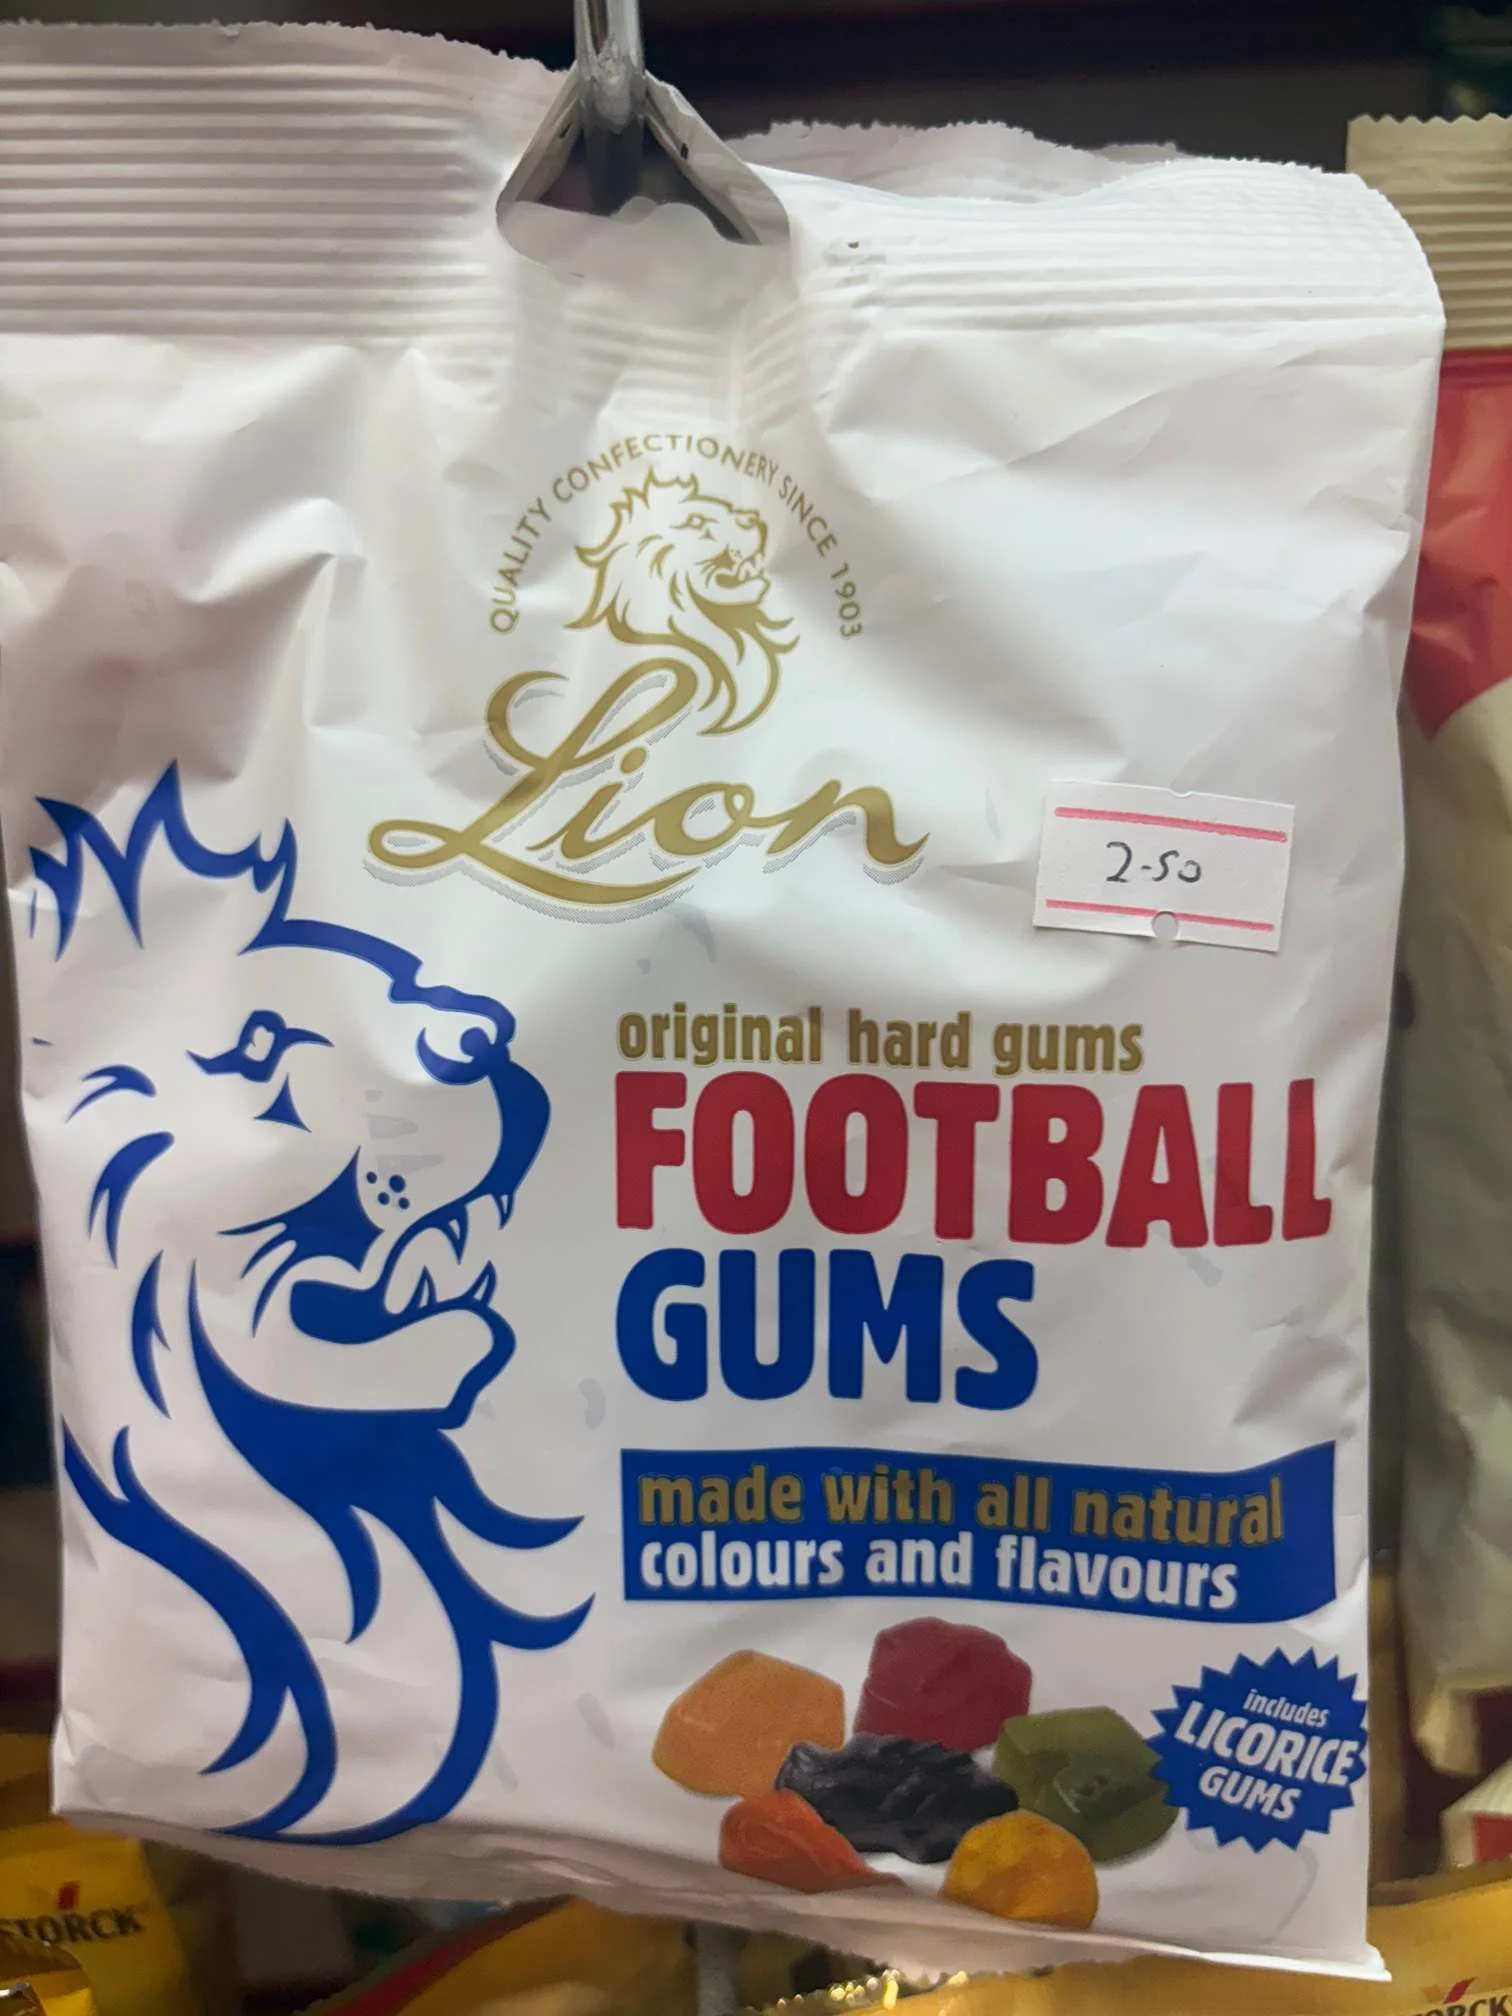 QUALITY CONFECTIONERY SINCE 1903
Lion
2-50
original hard gums
FOOTBALL
GUMS
made with all natural
colours and flavours
includes
LICORICE
GUMS
STORCK